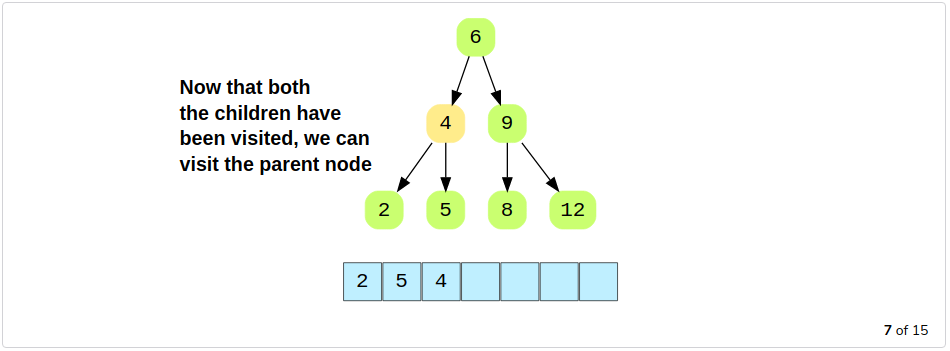 6
Now that both
the children have
been visited, we can
visit the parent node
4 9
2 5 8 12
2 5 4
7 of 15